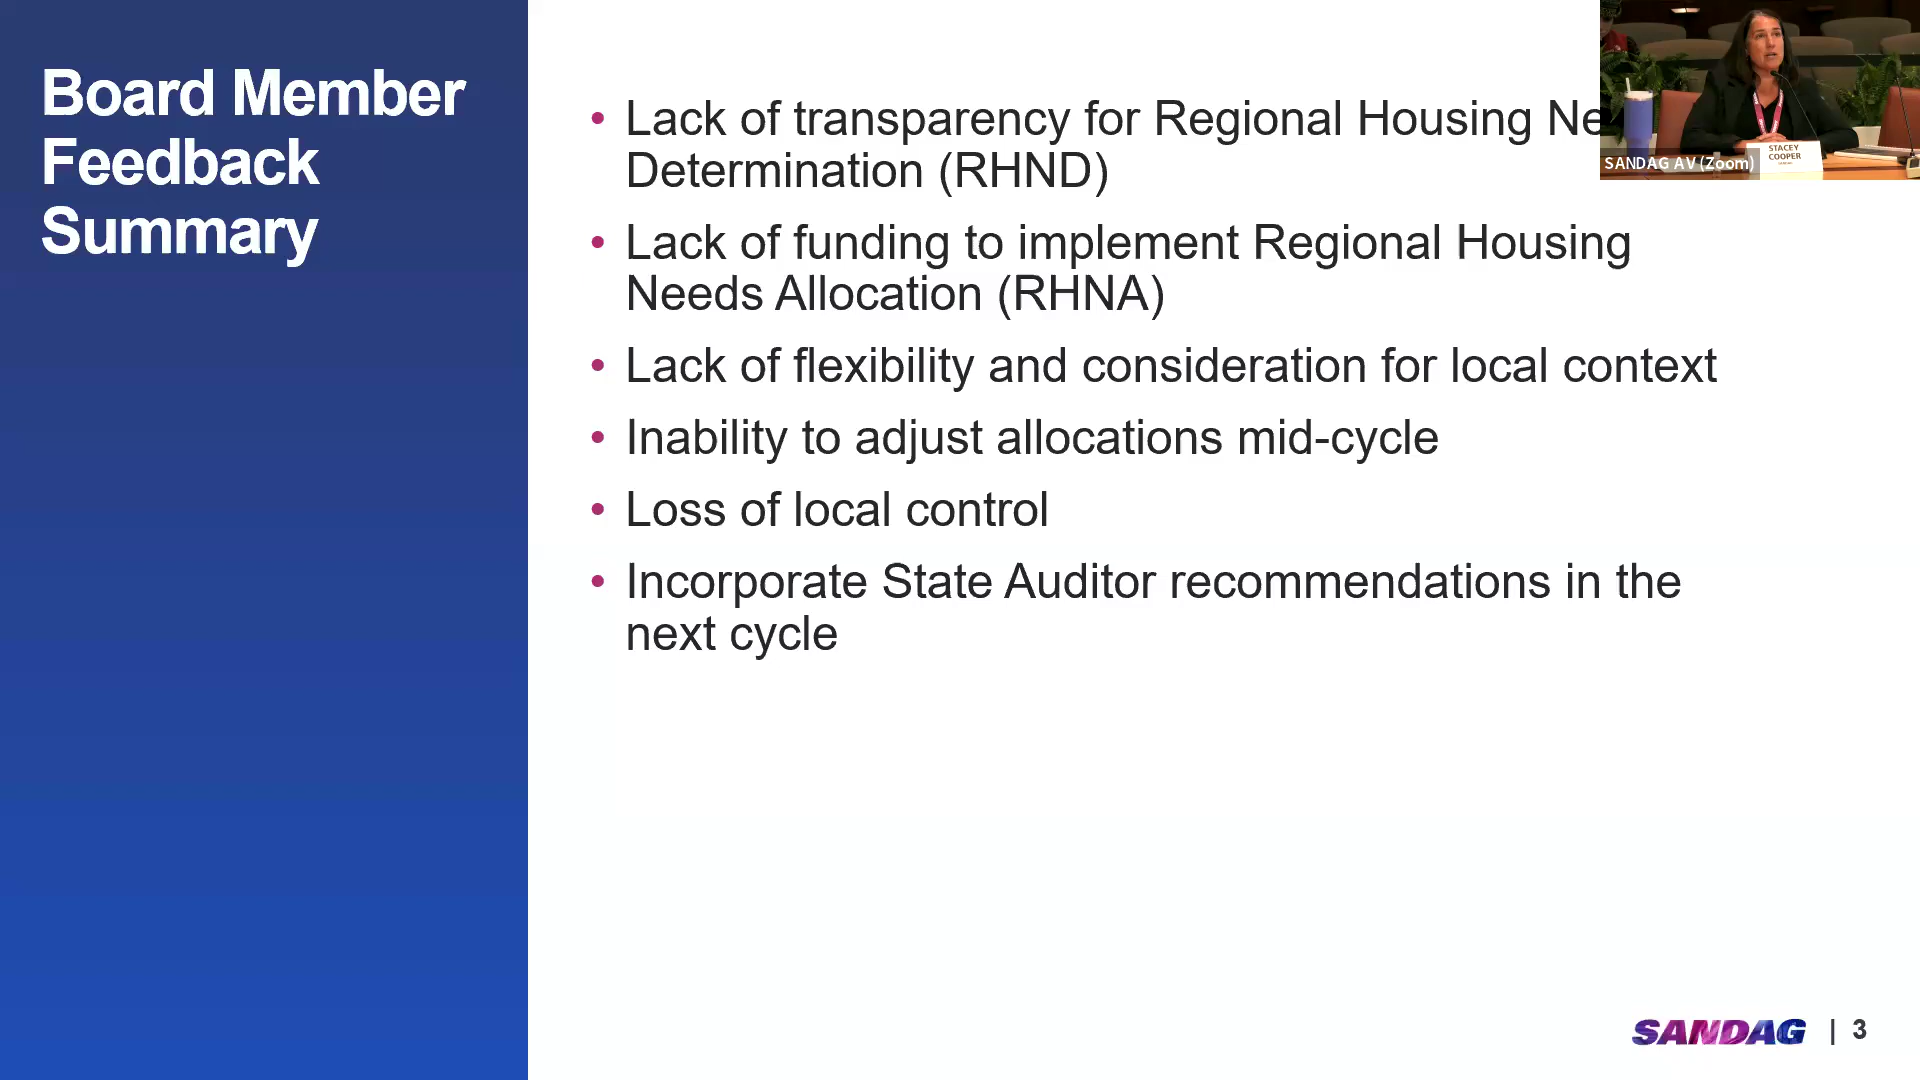 Board Member
Feedback
Summary
• Lack of transparency for Regional Housing
Determination (RHND)
• Lack of funding to implement Regional Housing
Needs Allocation (RHNA)
• Lack of flexibility and consideration for local context
• Inability to adjust allocations mid-cycle
• Loss of local control
• Incorporate State Auditor recommendations in the
next cycle
STACEY
COOPER
SANDAG AV (Zoom)
SANDAG | 3